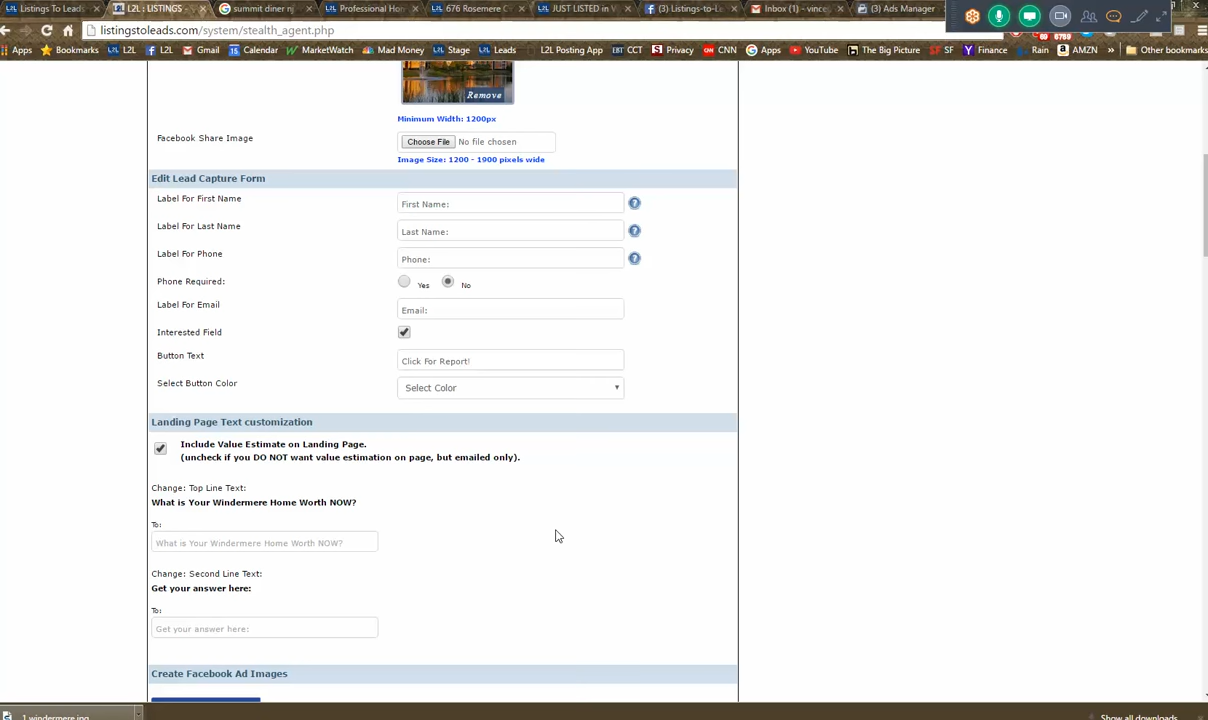 Listings To Leads
L2L : LISTINGS -
summit diner nj
Professional Ho
676 Rosemere C
JUST LISTED in V
(3) Listings-to-L
Inbox (1) - vince
(3) Ads Manager
listingstoleads.com/system/stealth_agent.php
Apps
Bookmarks
L2L
L2L
Gmail
Calendar
MarketWatch
Mad Money
Stage
Leads
L2L Posting App
CCT
Privacy
CNN
Apps
YouTube
The Big Picture
SF
Finance
Rain
AMZN
»
Other bookmarks
Remove
Minimum Width: 1200px
Facebook Share Image
Choose File No file chosen
Image Size: 1200 - 1900 pixels wide
Edit Lead Capture Form
Label For First Name
First Name:
Label For Last Name
Last Name:
Label For Phone
Phone:
Phone Required:
Yes No
Label For Email
Email:
Interested Field
Button Text
Click For Report!
Select Button Color
Select Color
Landing Page Text customization
Include Value Estimate on Landing Page.
(uncheck if you DO NOT want value estimation on page, but emailed only).
Change: Top Line Text:
What is Your Windermere Home Worth NOW?
To:
What is Your Windermere Home Worth NOW?
Change: Second Line Text:
Get your answer here:
To:
Get your answer here:
Create Facebook Ad Images
1 windermere.jpg
Show all downloads